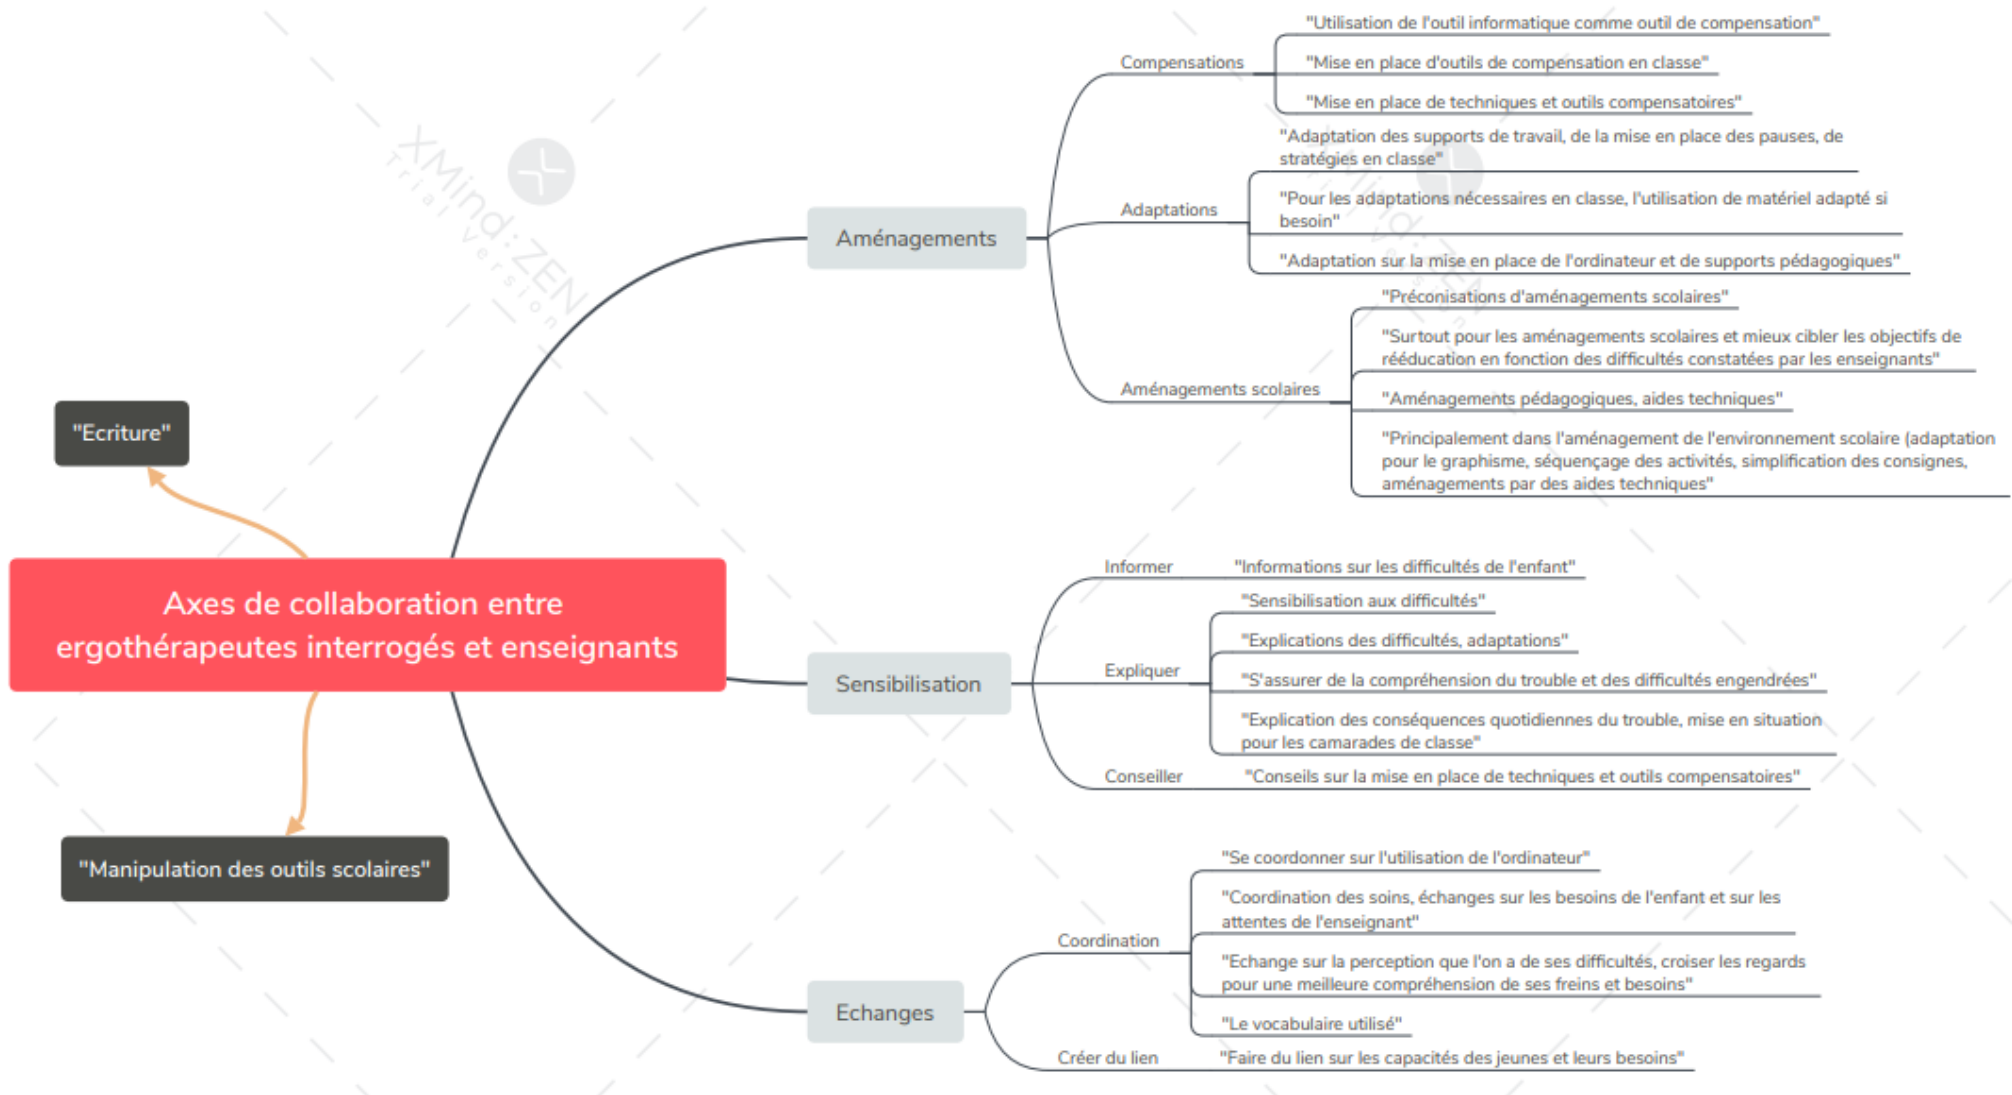 "Utilisation de l'outil informatique comme outil de compensation"
Compensations
"Mise en place d'outils de compensation en classe"
"Mise en place de techniques et outils compensatoires"
"Adaptation des supports de travail, de la mise en place des pauses, de
stratégies en classe"
Adaptations
"Pour les adaptations nécessaires en classe, l'utilisation de matériel adapté si
besoin"
"Adaptation sur la mise en place de l'ordinateur et de supports pédagogiques"
Aménagements
"Préconisations d'aménagements scolaires"
"Surtout pour les aménagements scolaires et mieux cibler les objectifs de
rééducation en fonction des difficultés constatées par les enseignants"
Aménagements scolaires
"Aménagements pédagogiques, aides techniques"
"Principalement dans l'aménagement de l'environnement scolaire (adaptation
pour le graphisme, séquençage des activités, simplification des consignes,
aménagements par des aides techniques"
"Ecriture"
Axes de collaboration entre
ergothérapeutes interrogés et enseignants
"Manipulation des outils scolaires"
Sensibilisation
Informer
"Informations sur les difficultés de l'enfant"
"Sensibilisation aux difficultés"
"Explications des difficultés, adaptations"
Expliquer
"S'assurer de la compréhension du trouble et des difficultés engendrées"
"Explication des conséquences quotidiennes du trouble, mise en situation
pour les camarades de classe"
Conseiller
"Conseils sur la mise en place de techniques et outils compensatoires"
Echanges
"Se coordonner sur l'utilisation de l'ordinateur"
"Coordination des soins, échanges sur les besoins de l'enfant et sur les
attentes de l'enseignant"
Coordination
"Echange sur la perception que l'on a de ses difficultés, croiser les regards
pour une meilleure compréhension de ses freins et besoins"
"Le vocabulaire utilisé"
Créer du lien
"Faire du lien sur les capacités des jeunes et leurs besoins"
XMind:ZEN
Trial Version
XMind:ZEN
Trial Version